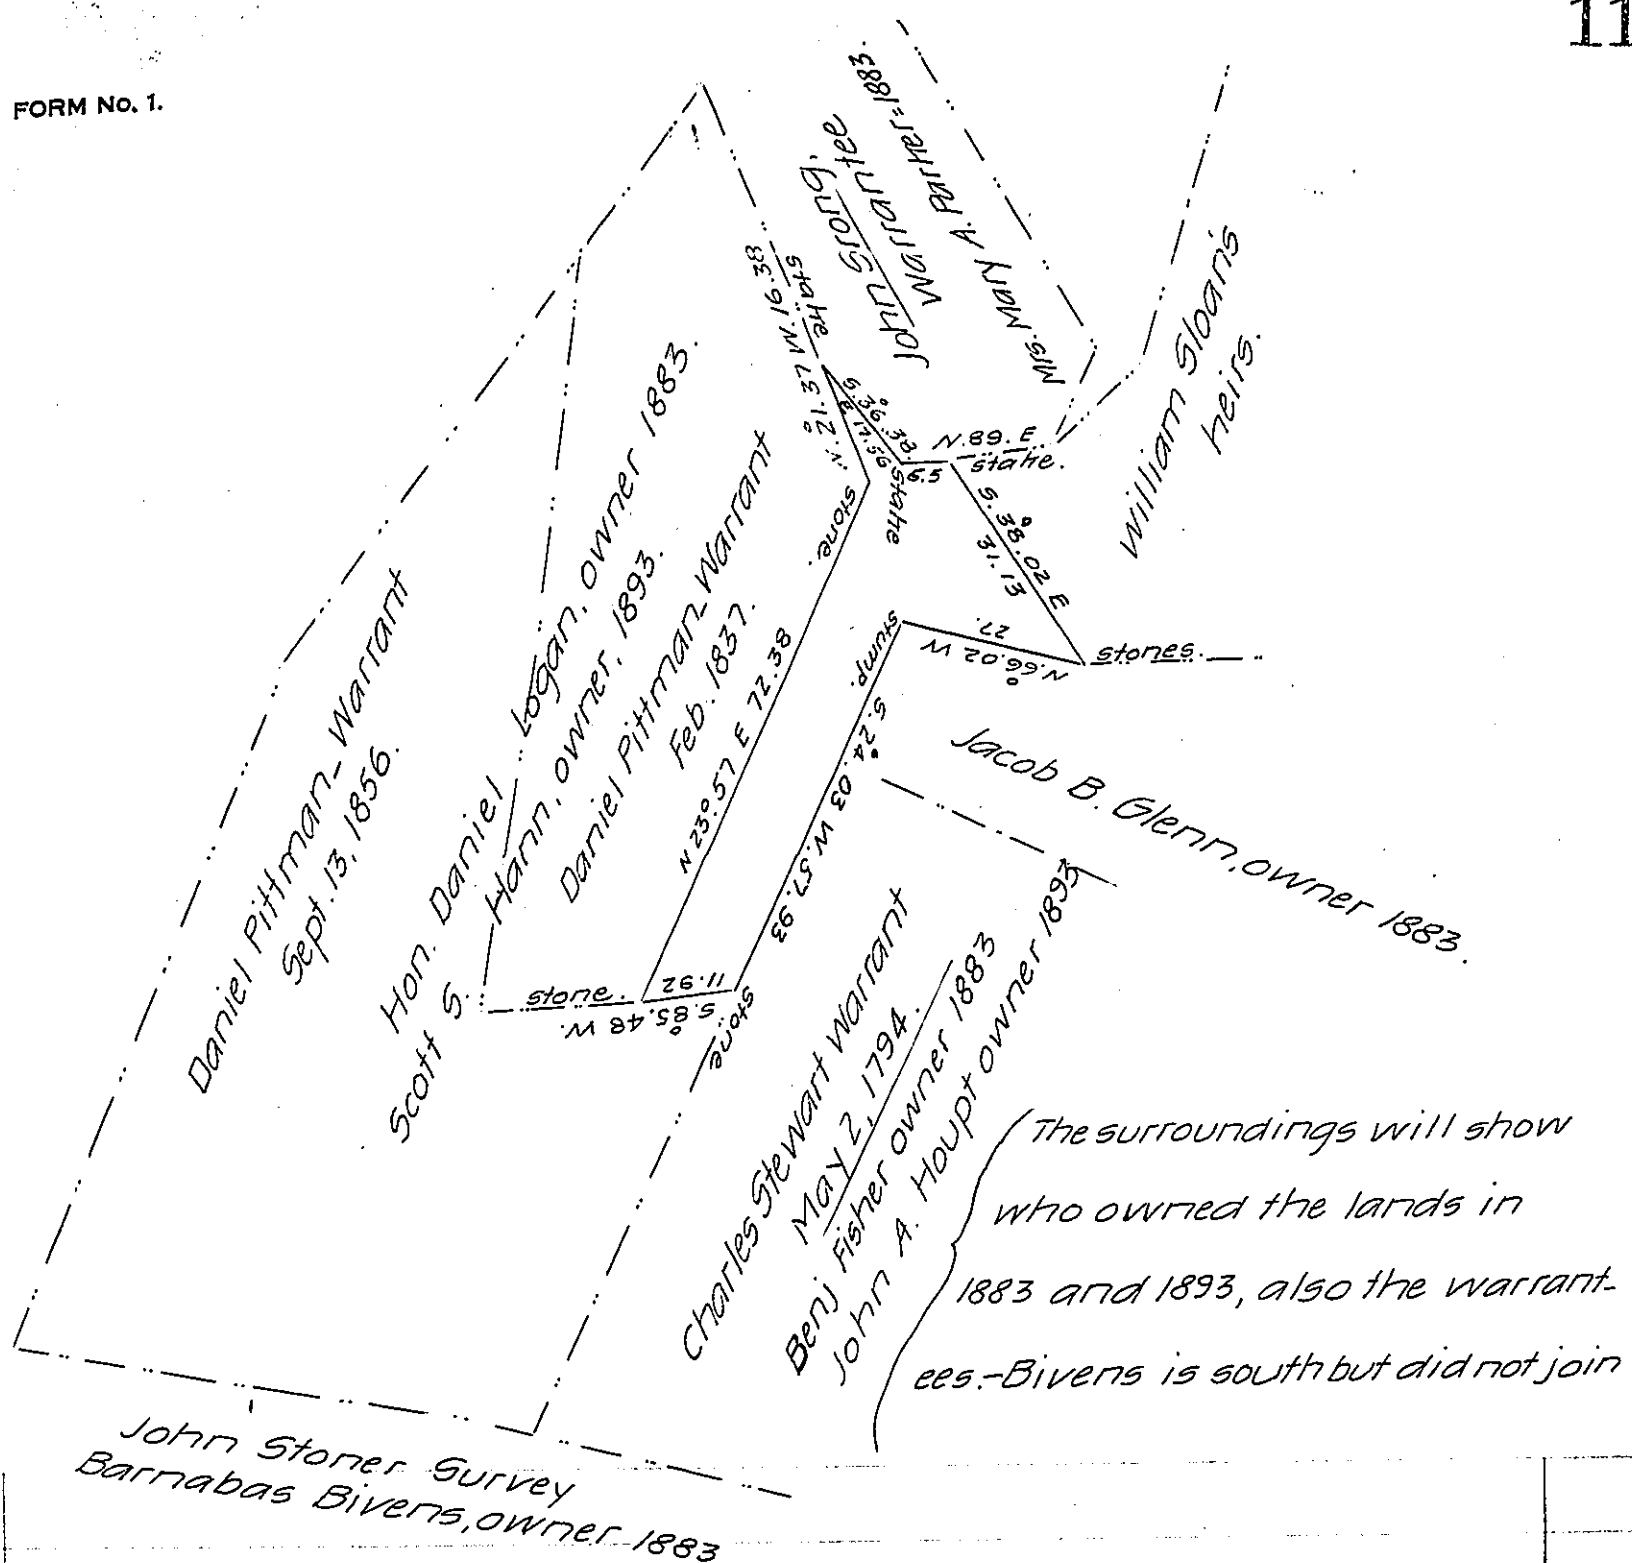 11
FORM No. 1.
John Srong,
Warrantee
Mrs. Mary A. Parker=1883.
William Sloan's
heirs.
N. 21.°37 W. 16.38
stake
S. 36.°38.
E 17.56
stake
N. 89. E
6.5
stake.
S. 38.°02 E
31.13
stones.
N. 66.°02 W
27.
stump.
stone.
S. 24.°03 W. 57.93
N 23°.57 E 72.38
stone.
11.92
S. 85.°48 W.
stone
Daniel Pittman-Warrant
Sept. 13, 1856.
Hon. Daniel Logan, owner 1883.
Scott S. Hann, owner, 1893.
Daniel Pittman Warrant
Feb. 1837.
Jacob B. Glenn, owner 1883.
Charles Stewart Warrant
May 2, 1794.
Benj Fisher owner 1883
John A. Houpt owner 1893
The surroundings will show
who owned the lands in
1883 and 1893, also the warrant-
ees.-Bivens is south but did not join
John Stoner Survey
Barnabas Bivens, owner 1883